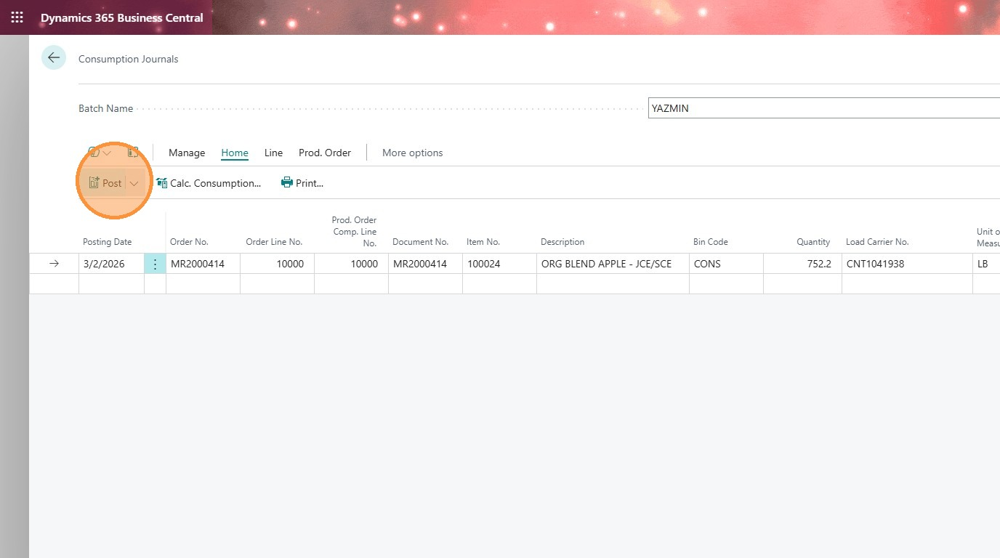 Dynamics 365 Business Central
Consumption Journals
Batch Name YAZMIN
Manage Home Line Prod. Order More options
Post Calc. Consumption... Print...
Posting Date Order No. Order Line No. Prod. Order Comp. Line No. Document No. Item No. Description Bin Code Quantity Load Carrier No. Unit o Measu
3/2/2026 MR2000414 10000 10000 MR2000414 100024 ORG BLEND APPLE - JCE/SCE CONS 752.2 CNT1041938 LB